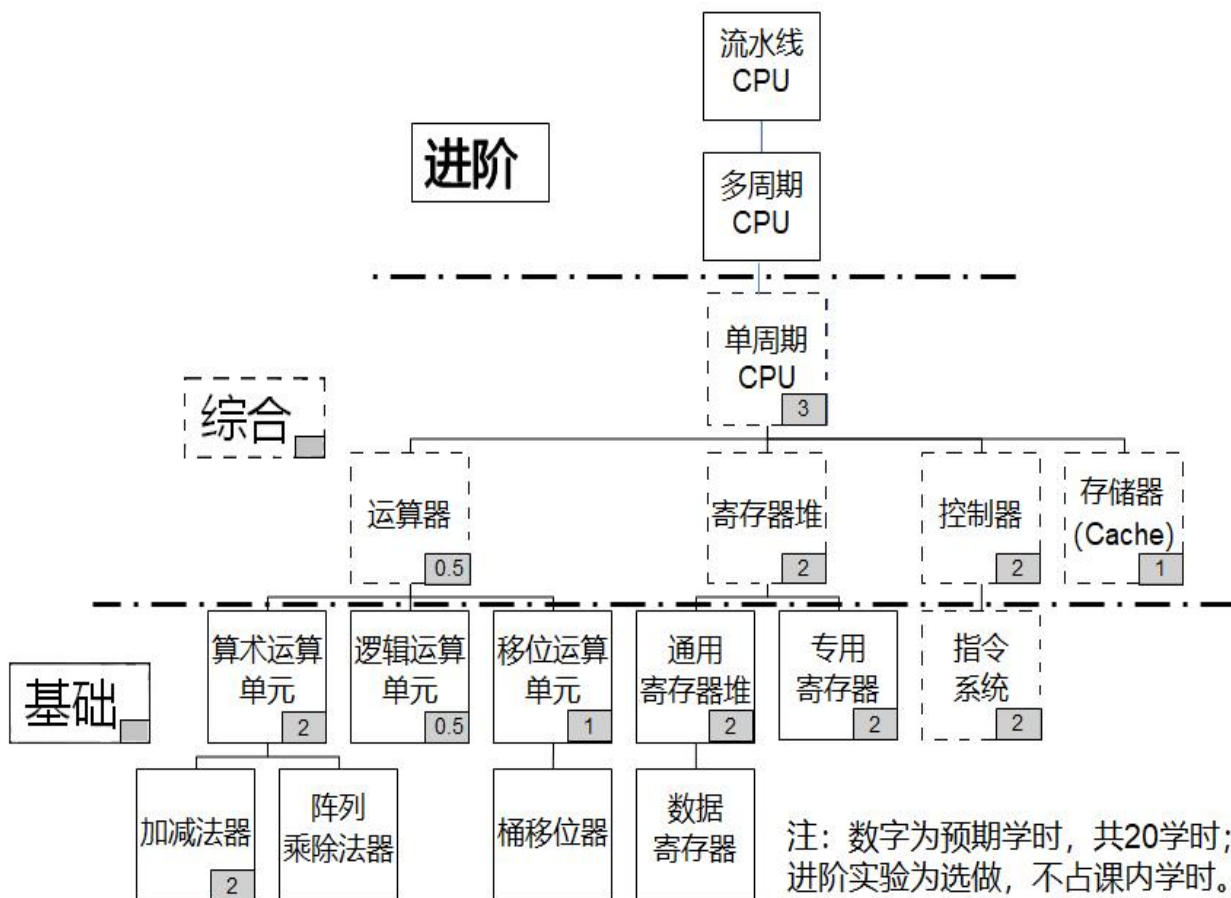 流水线
CPU
进阶
多周期
CPU
单周期
CPU
3
综合
运算器
0.5
寄存器堆
2
控制器
2
存储器
(Cache)
1
基础
算术运算
单元
2
逻辑运算
单元
0.5
移位运算
单元
1
通用
寄存器堆
2
专用
寄存器
2
指令
系统
2
加减法器
2
阵列
乘除法器
桶移位器
数据
寄存器
注：数字为预期学时，共20学时；
进阶实验为选做，不占课内学时。